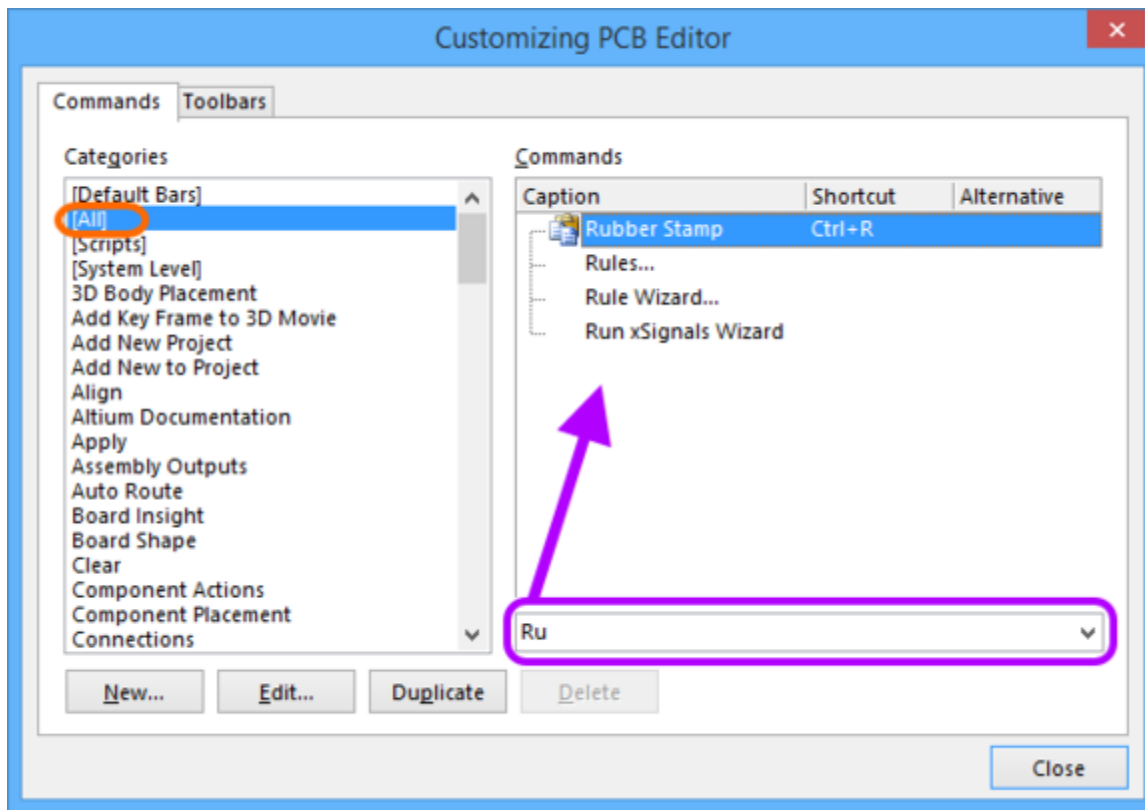 Customizing PCB Editor
Commands
Toolbars
Categories
[Default Bars]
[All]
[Scripts]
[System Level]
3D Body Placement
Add Key Frame to 3D Movie
Add New Project
Add New to Project
Align
Altium Documentation
Apply
Assembly Outputs
Auto Route
Board Insight
Board Shape
Clear
Component Actions
Component Placement
Connections
Commands
Caption Shortcut Alternative
Rubber Stamp Ctrl+R
Rules...
Rule Wizard...
Run xSignals Wizard
Ru
New... Edit... Duplicate Delete
Close